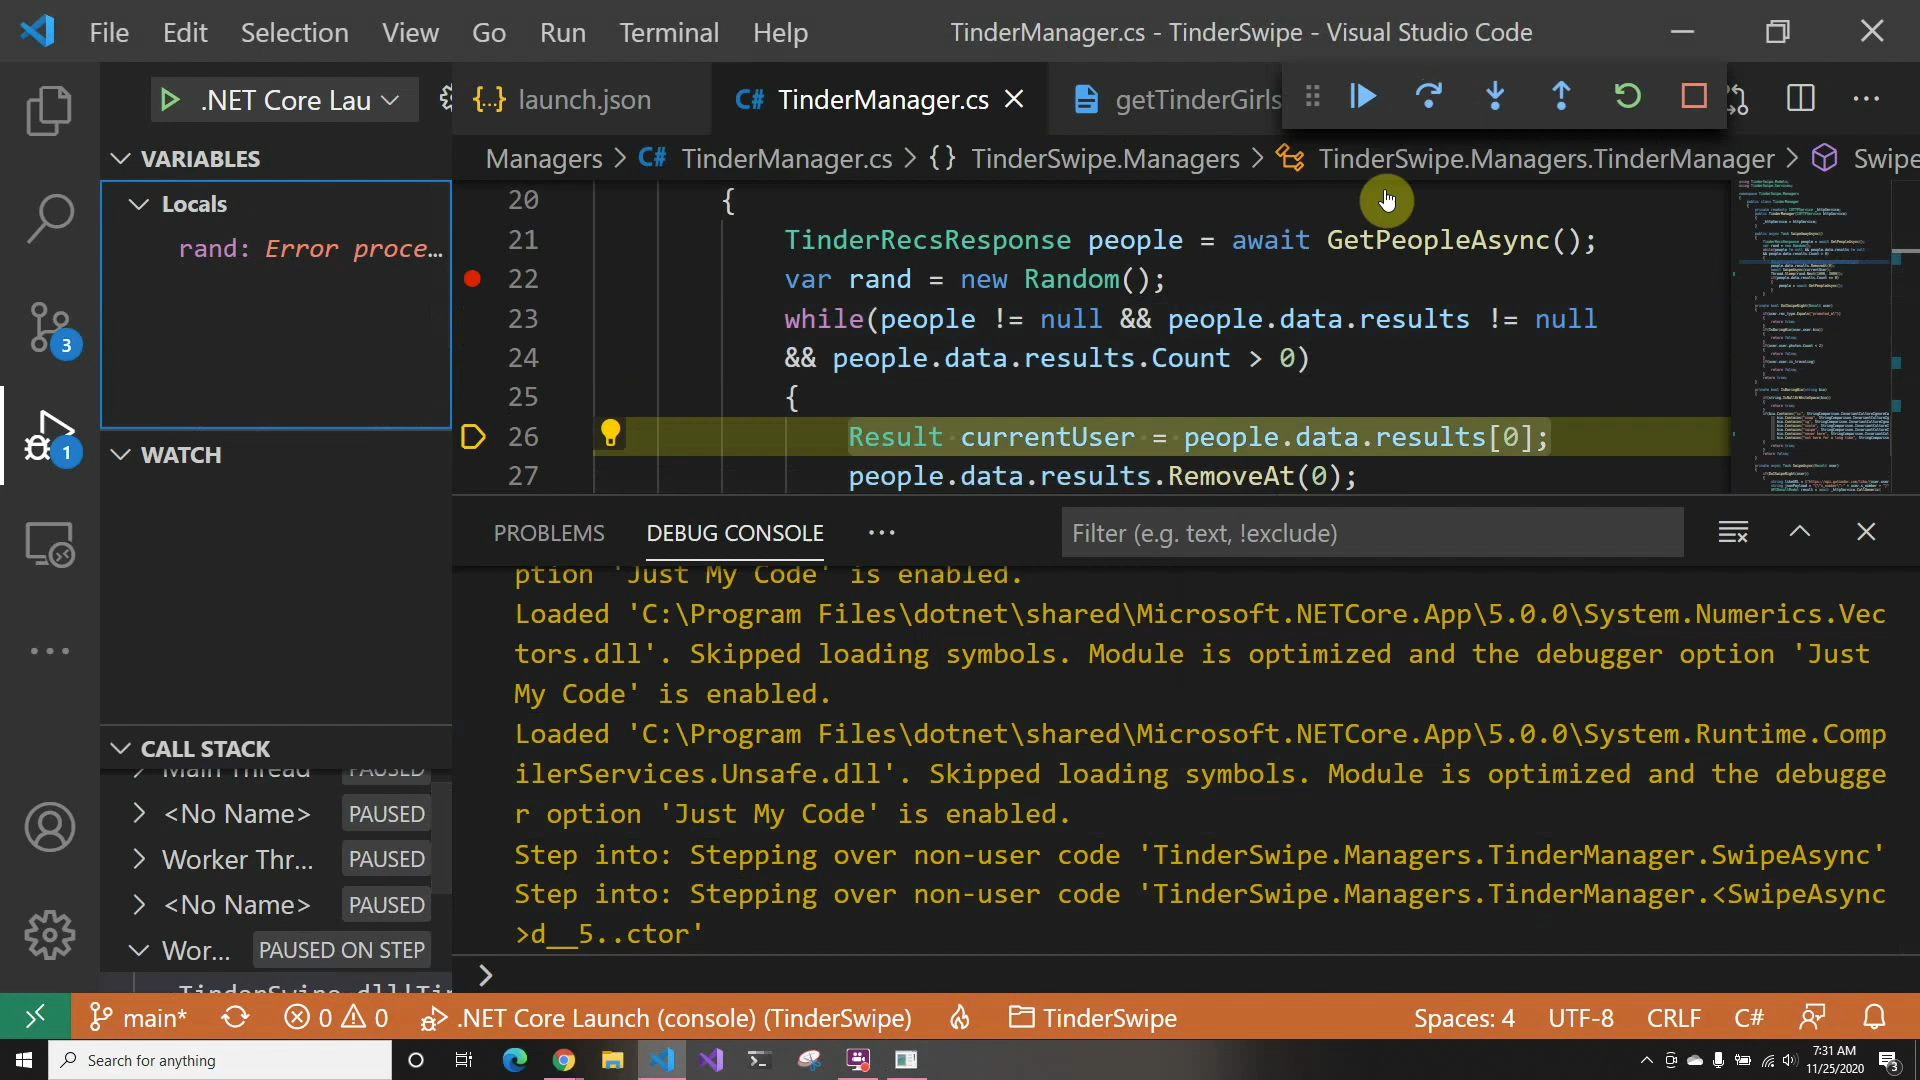 File Edit Selection View Go Run Terminal Help TinderManager.cs - TinderSwipe - Visual Studio Code
.NET Core Lau
{..} launch.json C# TinderManager.cs getTinderGirls
VARIABLES
Managers > C# TinderManager.cs > {} TinderSwipe.Managers > TinderSwipe.Managers.TinderManager > Swipe
Locals
rand: Error proce...
20 {
21 TinderRecsResponse people = await GetPeopleAsync();
22 var rand = new Random();
23 while(people != null && people.data.results != null
24 && people.data.results.Count > 0)
25 {
26 Result currentUser = people.data.results[0];
27 people.data.results.RemoveAt(0);
3
1
WATCH
PROBLEMS DEBUG CONSOLE ... Filter (e.g. text, !exclude)
ption 'Just My Code' is enabled.
Loaded 'C:\Program Files\dotnet\shared\Microsoft.NETCore.App\5.0.0\System.Numerics.Vec
tors.dll'. Skipped loading symbols. Module is optimized and the debugger option 'Just
My Code' is enabled.
Loaded 'C:\Program Files\dotnet\shared\Microsoft.NETCore.App\5.0.0\System.Runtime.Comp
ilerServices.Unsafe.dll'. Skipped loading symbols. Module is optimized and the debugge
r option 'Just My Code' is enabled.
Step into: Stepping over non-user code 'TinderSwipe.Managers.TinderManager.SwipeAsync'
Step into: Stepping over non-user code 'TinderSwipe.Managers.TinderManager.<SwipeAsync
>d__5..ctor'
CALL STACK
Main Thread PAUSED
<No Name> PAUSED
Worker Thr... PAUSED
<No Name> PAUSED
Wor... PAUSED ON STEP
TinderSwipe.dll!Ti
main* 0 0 .NET Core Launch (console) (TinderSwipe) TinderSwipe Spaces: 4 UTF-8 CRLF C#
Search for anything
7:31 AM
11/25/2020
3